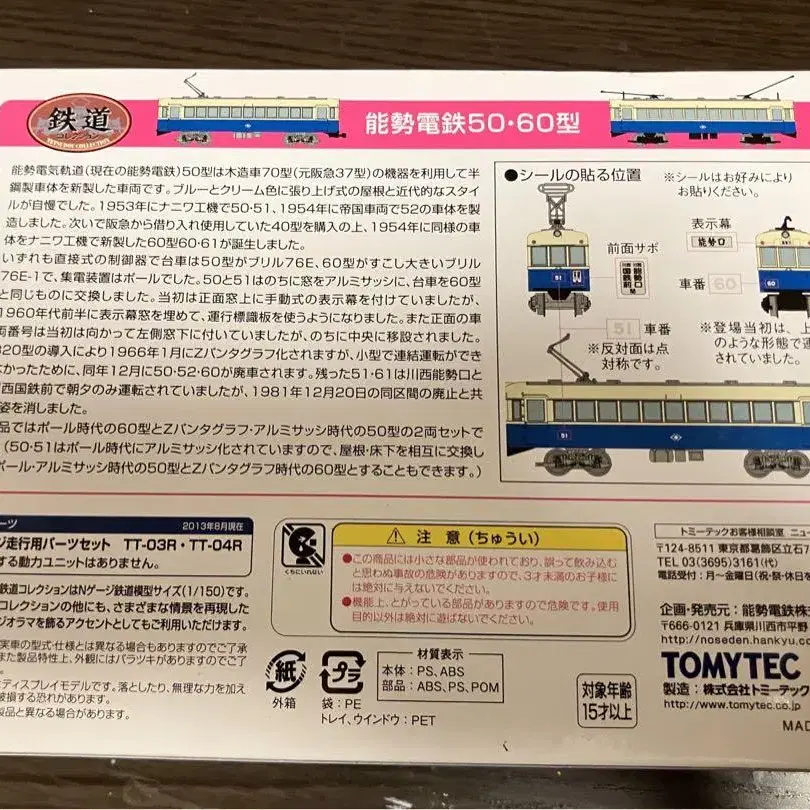 鉄道
コレクション
TETSUDOU COLLECTION
能勢電鉄50・60型
能勢電気軌道(現在の能勢電鉄)50型は木造車70型(元阪急37型)の機器を利用して半
鋼製車体を新製した車両です。ブルーとクリーム色に張り上げ式の屋根と近代的なスタイ
ルが自慢でした。1953年にナニワ工機で50・51、1954年に帝国車両で52の車体を製
造しました。次いで阪急から借り入れ使用していた40型を購入の上、1954年に同様の車
体をナニワ工機で新製した60型60・61が誕生しました。
いずれも直接式の制御器で台車は50型がブリル76E、60型がすこし大きいブリル
76E-1で、集電装置はポールでした。50と51はのちに窓をアルミサッシに、台車を60型
と同じものに交換しました。当初は正面窓上に手動式の表示幕を付けていましたが、
1960年代前半に表示幕窓を埋めて、運行標識板を使うようになりました。また正面の車
両番号は当初は向かって左側窓下に付いていましたが、のちに中央に移設されました。
320型の導入により1966年1月にZパンタグラフ化されますが、小型で連結運転ができ
なかったために、同年12月に50・52・60が廃車されます。残った51・61は川西能勢口と
西国鉄前で朝夕のみ運転されていましたが、1981年12月20日の同区間の廃止と共
姿を消しました。
品ではポール時代の60型とZパンタグラフ・アルミサッシ時代の50型の2両セットで
(50・51はポール時代にアルミサッシ化されていますので、屋根・床下を相互に交換し
ポール・アルミサッシ時代の50型とZパンタグラフ時代の60型とすることもできます。)
●シールの貼る位置
※シールはお好みにより
お貼りください。
表示幕
能勢口
前面サボ
車番 60
51 車番
※反対面は点
対称です。
※登場当初は、上
のような形態で運
されていました。
ーツ
2013年8月現在
ジ走行用パーツセット TT-03R・TT-04R
する動力ユニットはありません。
鉄道コレクションはNゲージ鉄道模型サイズ(1/150)です。
コレクションの他にも、さまざまな情景を再現した
ジオラマを飾るアクセントとしてもご利用いただけます。
実車の型式・仕様とは異なる場合もありますのでご了承
また製品特性上、外観にはバラツキがありますので
ディスプレイモデルです。落としたり、無理な力を加え
破損する恐れがあります。
製品と異なる場合があります。
くちにいれない
注意(ちゅうい)
●この商品には小さな部品が使われており、誤って飲み込む
と思わぬ事故の危険がありますので、3才未満のお子様に
は絶対に与えないでください。
●機能上、とがっている部品がありますので危険です。使用
目的以外は絶対に遊ばないでください。
紙
外箱
プラ
袋:PE
トレイ、ウインドウ:PET
材質表示
本体:PS、ABS
部品:ABS、PS、POM
対象年齢
15才以上
トミーテックお客様相談室 ニュー
〒124-8511 東京都葛飾区立石7
TEL 03(3695)3161(代)
電話受付:月〜金曜日(祝・祭・休日を
企画・発売元:能勢電鉄株式
〒666-0121 兵庫県川西市平野
http://noseden.hankyu.co
TOMYTEC
製造:株式会社トミーテック
http://www.tomytec.co.jp
MAD